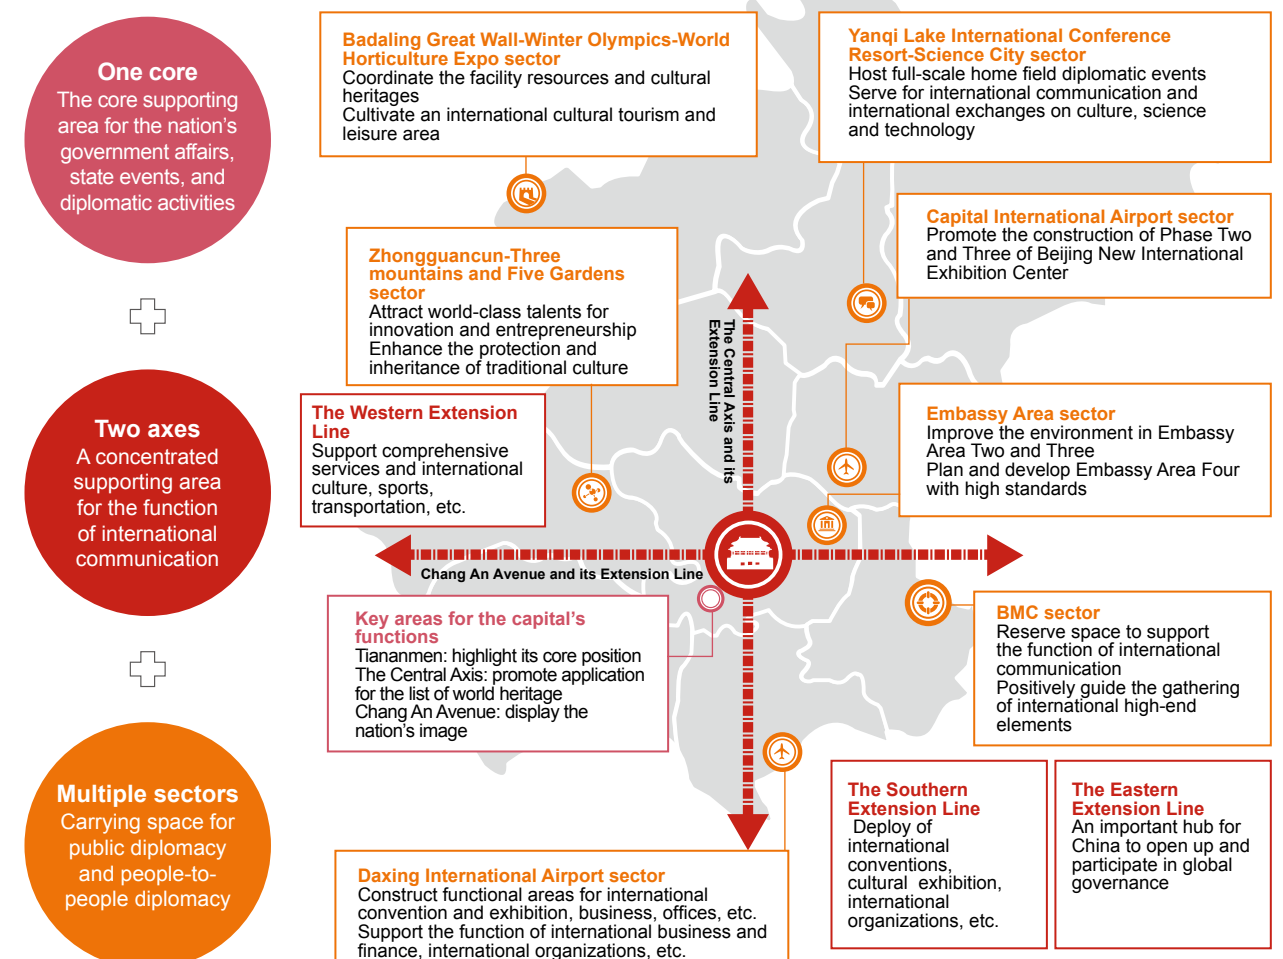 One core
The core supporting
area for the nation’s
government affairs,
state events, and
diplomatic activities
Two axes
A concentrated
supporting area
for the function
of international
communication
Multiple sectors
Carrying space for
public diplomacy
and people-to-
people diplomacy
Badaling Great Wall-Winter Olympics-World
Horticulture Expo sector
Coordinate the facility resources and cultural
heritages
Cultivate an international cultural tourism and
leisure area
Yanqi Lake International Conference
Resort-Science City sector
Host full-scale home field diplomatic events
Serve for international communication and
international exchanges on culture, science
and technology
Capital International Airport sector
Promote the construction of Phase Two
and Three of Beijing New International
Exhibition Center
Zhongguancun-Three
mountains and Five Gardens
sector
Attract world-class talents for
innovation and entrepreneurship
Enhance the protection and
inheritance of traditional culture
The Central Axis and its
Extension Line
The Western Extension
Line
Support comprehensive
services and international
culture, sports,
transportation, etc.
Embassy Area sector
Improve the environment in Embassy
Area Two and Three
Plan and develop Embassy Area Four
with high standards
Chang An Avenue and its Extension Line
Key areas for the capital’s
functions
Tiananmen: highlight its core position
The Central Axis: promote application
for the list of world heritage
Chang An Avenue: display the
nation’s image
BMC sector
Reserve space to support
the function of international
communication
Positively guide the gathering
of international high-end
elements
The Southern
Extension Line
Deploy of
international
conventions,
cultural exhibition,
international
organizations, etc.
The Eastern
Extension Line
An important hub for
China to open up and
participate in global
governance
Daxing International Airport sector
Construct functional areas for international
convention and exhibition, business, offices, etc.
Support the function of international business and
finance, international organizations, etc.